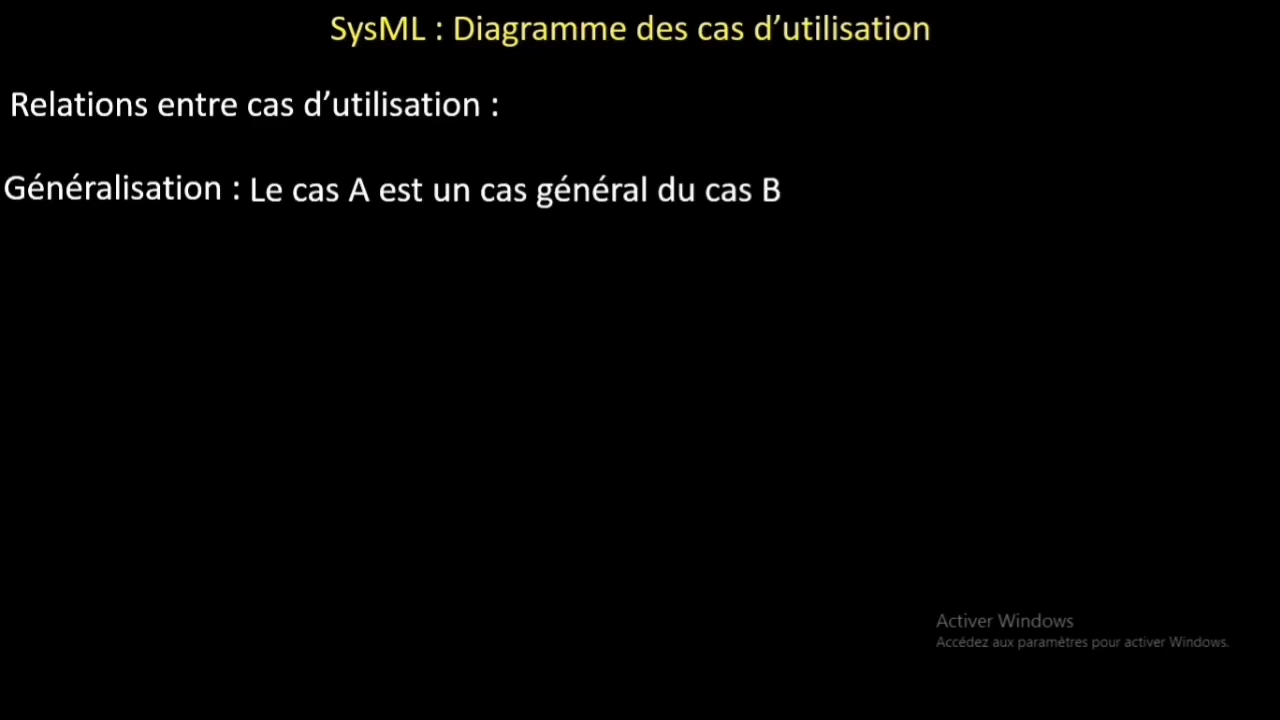 SysML : Diagramme des cas d’utilisation
Relations entre cas d’utilisation :
Généralisation : Le cas A est un cas général du cas B
Activer Windows
Accédez aux paramètres pour activer Windows.